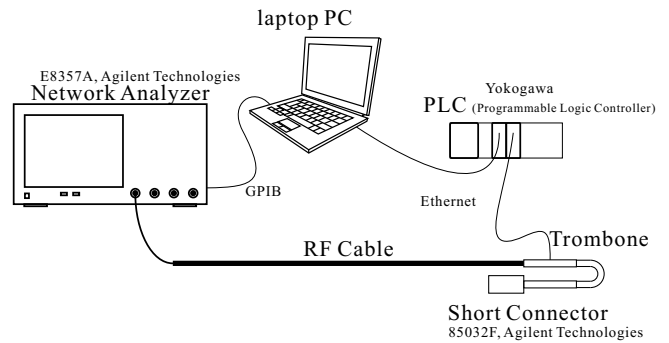 laptop PC
E8357A, Agilent Technologies
Network Analyzer
Yokogawa
PLC (Programmable Logic Controller)
GPIB
Ethernet
RF Cable
Trombone
Short Connector
85032F, Agilent Technologies